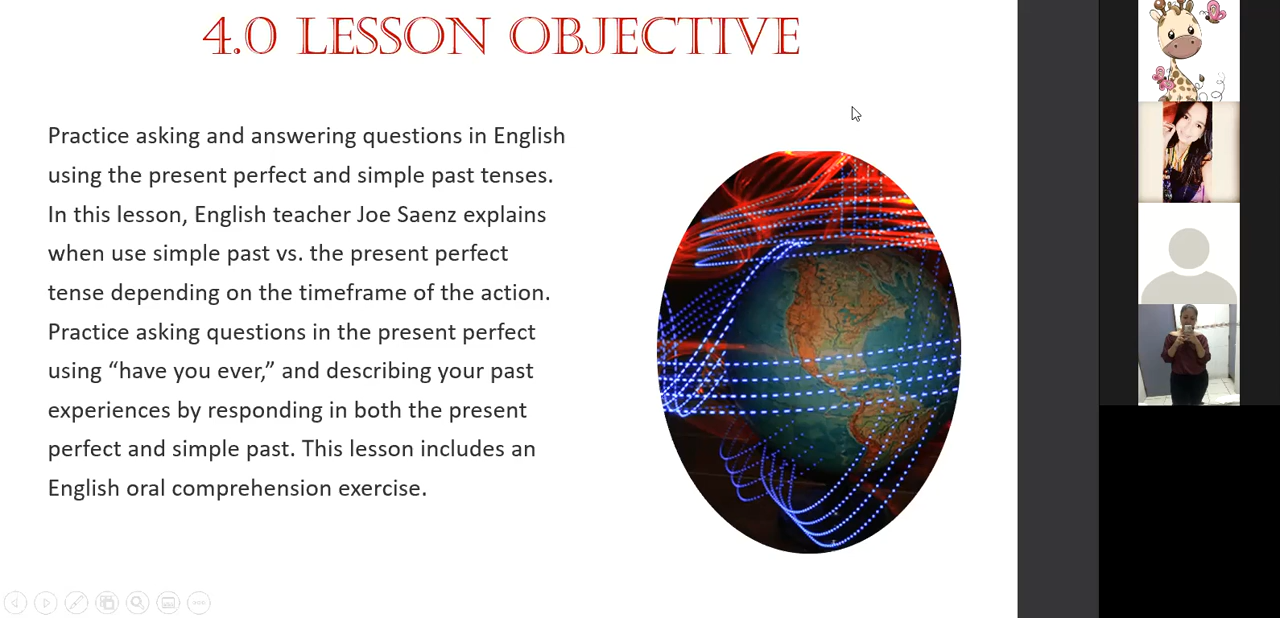 4.0 LESSON OBJECTIVE
Practice asking and answering questions in English
using the present perfect and simple past tenses.
In this lesson, English teacher Joe Saenz explains
when use simple past vs. the present perfect
tense depending on the timeframe of the action.
Practice asking questions in the present perfect
using “have you ever,” and describing your past
experiences by responding in both the present
perfect and simple past. This lesson includes an
English oral comprehension exercise.